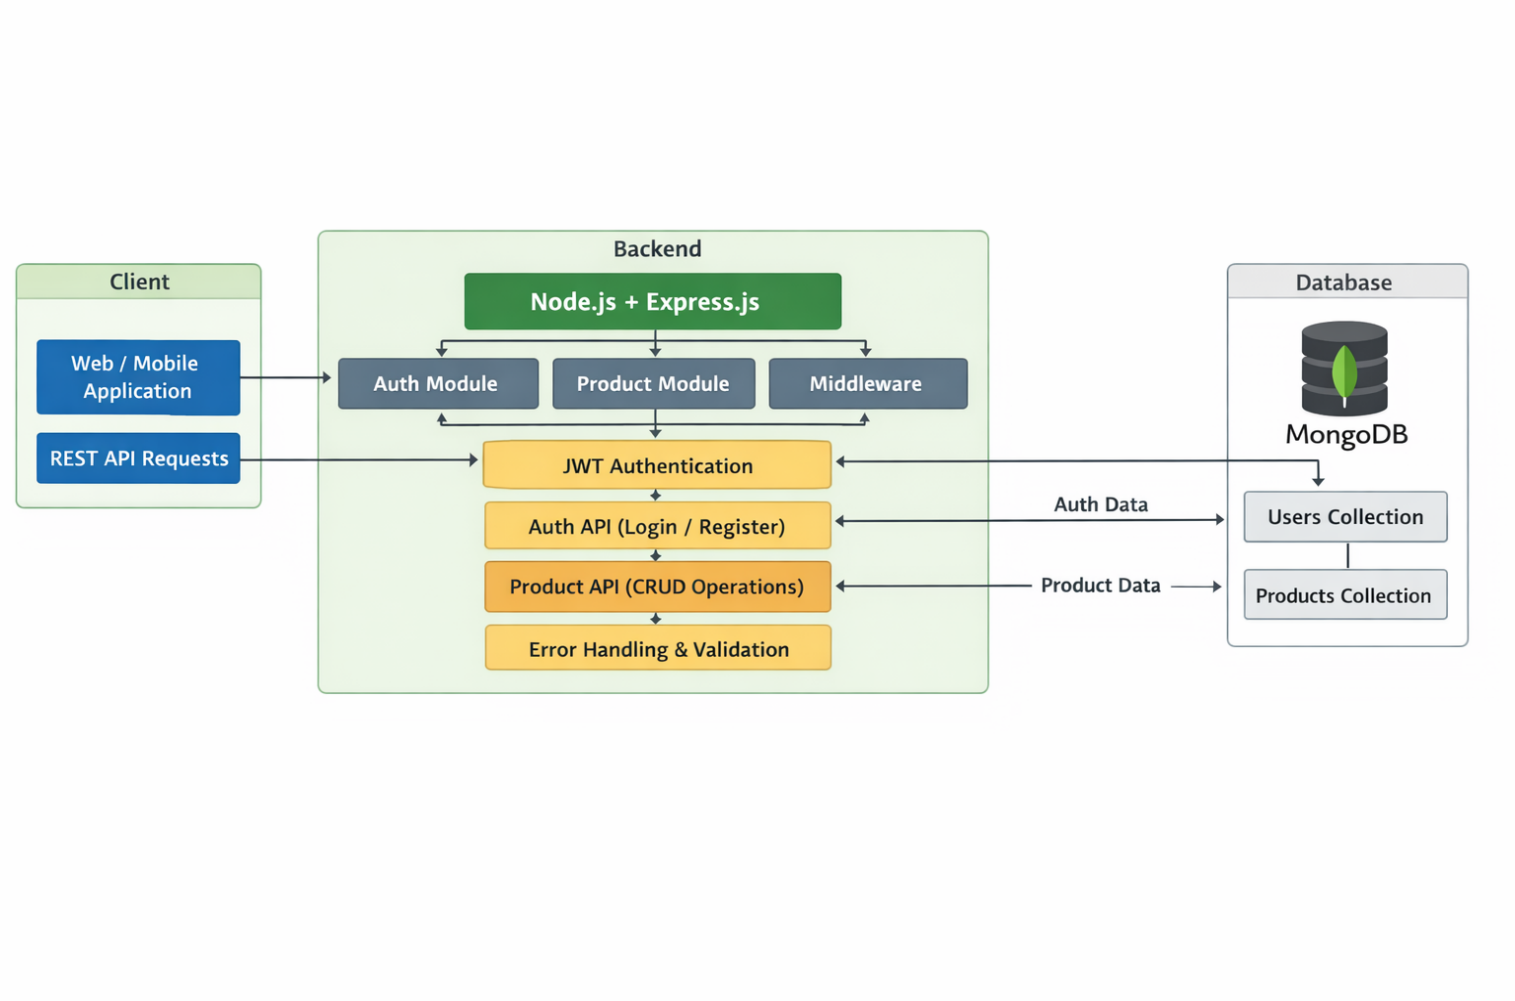 Client
Web / Mobile
Application
REST API Requests
Backend
Node.js + Express.js
Auth Module
Product Module
Middleware
JWT Authentication
Auth API (Login / Register)
Product API (CRUD Operations)
Error Handling & Validation
Auth Data
Product Data
Database
MongoDB
Users Collection
Products Collection